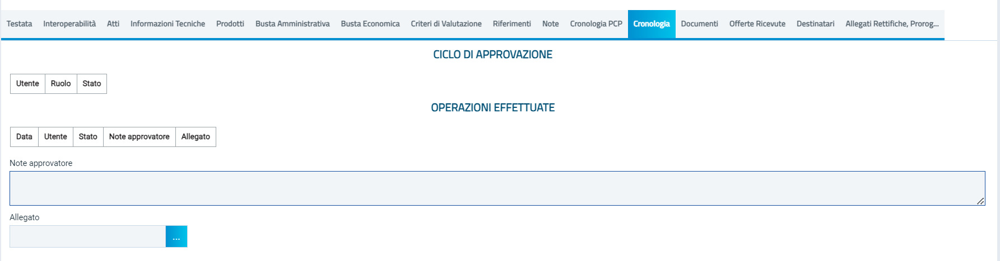 Testata Interoperabilità Atti Informazioni Tecniche Prodotti Busta Amministrativa Busta Economica Criteri di Valutazione Riferimenti Note Cronologia PCP Cronologia Documenti Offerte Ricevute Destinatari Allegati Rettifiche, Prorog...
CICLO DI APPROVAZIONE
Utente Ruolo Stato
OPERAZIONI EFFETTUATE
Data Utente Stato Note approvatore Allegato
Note approvatore
Allegato
...